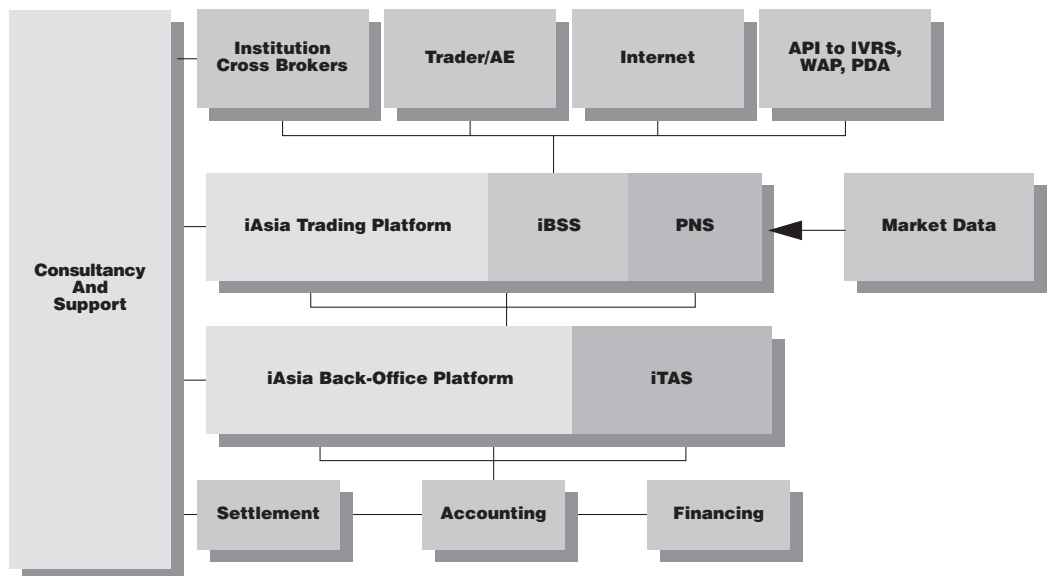 Institution
Cross Brokers
Trader/AE
Internet
API to IVRS,
WAP, PDA
iAsia Trading Platform
iBSS
PNS
Market Data
Consultancy
And
Support
iAsia Back-Office Platform
iTAS
Settlement
Accounting
Financing